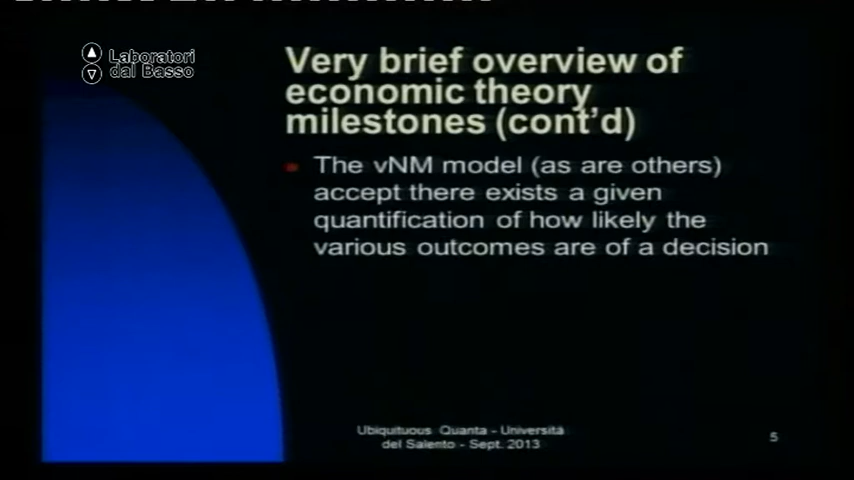 Laboratori
dal Basso
Very brief overview of
economic theory
milestones (cont'd)
The vNM model (as are others)
accept there exists a given
quantification of how likely the
various outcomes are of a decision
Ubiquituous Quanta - Università
del Salento - Sept. 2013
5